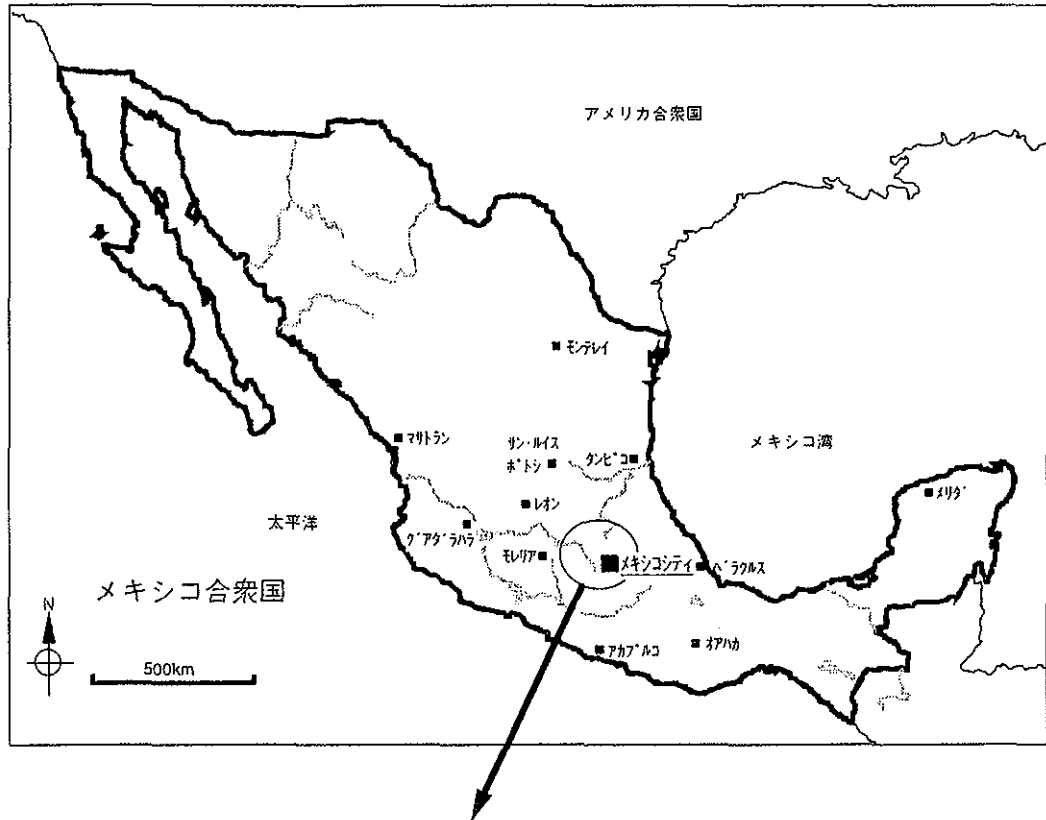 アメリカ合衆国
モンテレイ
マサトラン
サン・ルイス
ポトシ
タンピコ
メキシコ湾
メリダ
レオン
太平洋
グアダラハラ
モレリア
メキシコシティ
ベラクルス
メキシコ合衆国
N
アカプルコ
オアハカ
500km